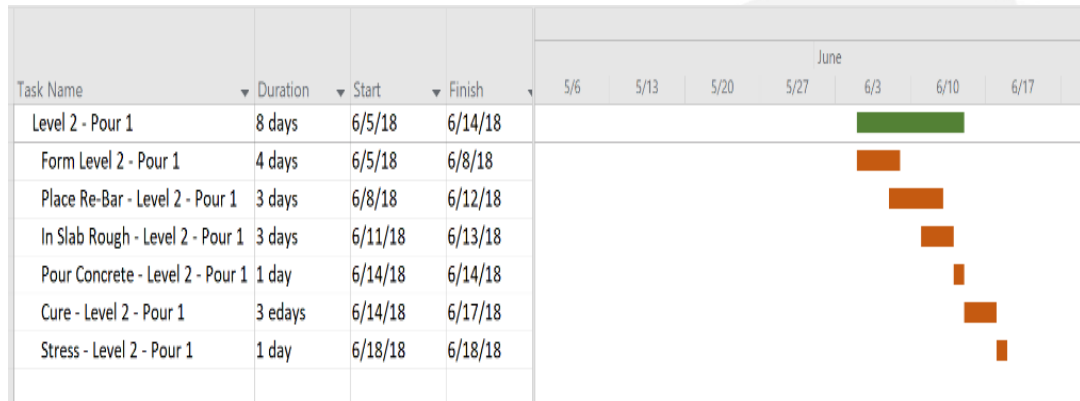 June
Task Name Duration Start Finish 5/6 5/13 5/20 5/27 6/3 6/10 6/17
Level 2 - Pour 1 8 days 6/5/18 6/14/18
Form Level 2 - Pour 1 4 days 6/5/18 6/8/18
Place Re-Bar - Level 2 - Pour 1 3 days 6/8/18 6/12/18
In Slab Rough - Level 2 - Pour 1 3 days 6/11/18 6/13/18
Pour Concrete - Level 2 - Pour 1 1 day 6/14/18 6/14/18
Cure - Level 2 - Pour 1 3 edays 6/14/18 6/17/18
Stress - Level 2 - Pour 1 1 day 6/18/18 6/18/18